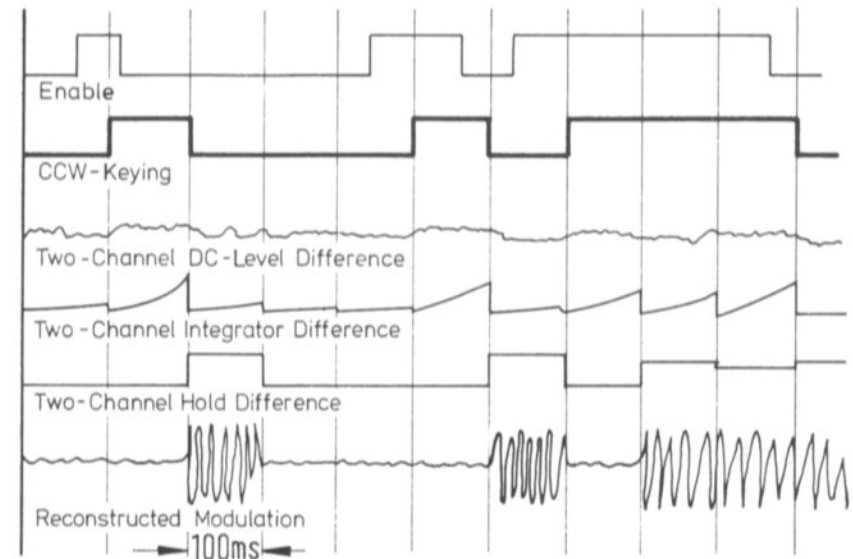 Enable
CCW-Keying
Two-Channel DC-Level Difference
Two-Channel Integrator Difference
Two-Channel Hold Difference
Reconstructed Modulation
100ms